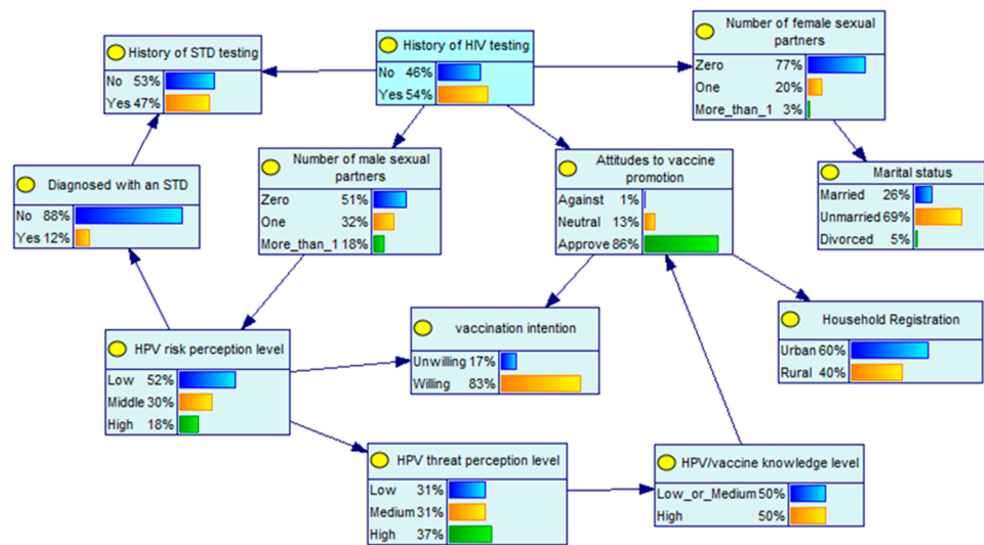 History of STD testing
No 53%
Yes 47%
History of HIV testing
No 46%
Yes 54%
Number of female sexual
partners
Zero 77%
One 20%
More_than_1 3%
Diagnosed with an STD
No 88%
Yes 12%
Number of male sexual
partners
Zero 51%
One 32%
More_than_1 18%
Attitudes to vaccine
promotion
Against 1%
Neutral 13%
Approve 86%
Marital status
Married 26%
Unmarried 69%
Divorced 5%
HPV risk perception level
Low 52%
Middle 30%
High 18%
vaccination intention
Unwilling 17%
Willing 83%
Household Registration
Urban 60%
Rural 40%
HPV threat perception level
Low 31%
Medium 31%
High 37%
HPV/vaccine knowledge level
Low_or_Medium 50%
High 50%